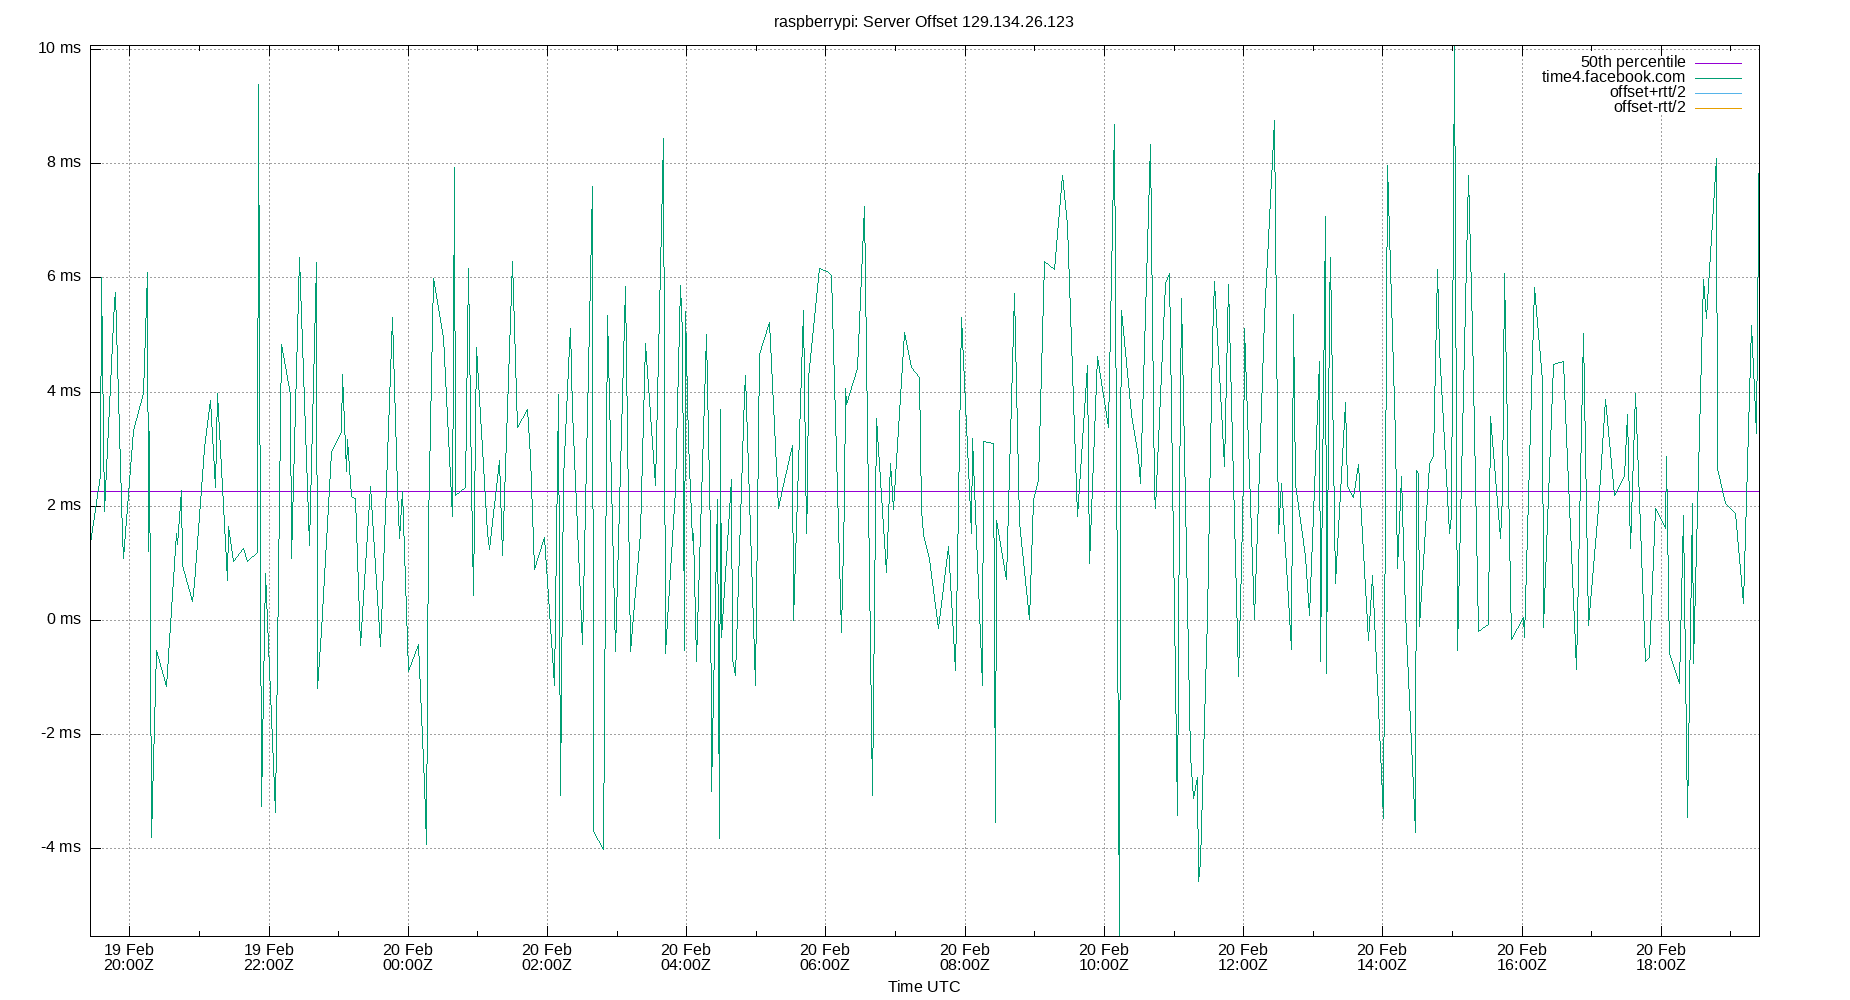 raspberrypi: Server Offset 129.134.26.123
10 ms
8 ms
6 ms
4 ms
2 ms
0 ms
-2 ms
-4 ms
50th percentile
time4.facebook.com
offset+rtt/2
offset-rtt/2
19 Feb 19 Feb 20 Feb 20 Feb 20 Feb 20 Feb 20 Feb 20 Feb 20 Feb 20 Feb 20 Feb 20 Feb
20:00Z 22:00Z 00:00Z 02:00Z 04:00Z 06:00Z 08:00Z 10:00Z 12:00Z 14:00Z 16:00Z 18:00Z
Time UTC